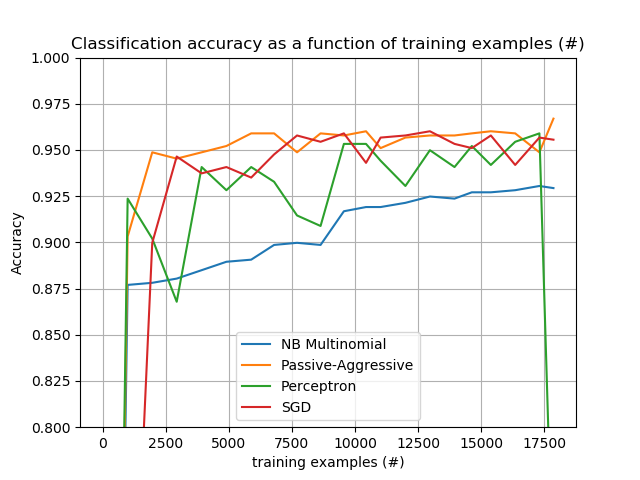 Classification accuracy as a function of training examples (#)
1.000
0.975
0.950
0.925
0.900
0.875
0.850
0.825
0.800
Accuracy
NB Multinomial
Passive-Aggressive
Perceptron
SGD
0 2500 5000 7500 10000 12500 15000 17500
training examples (#)